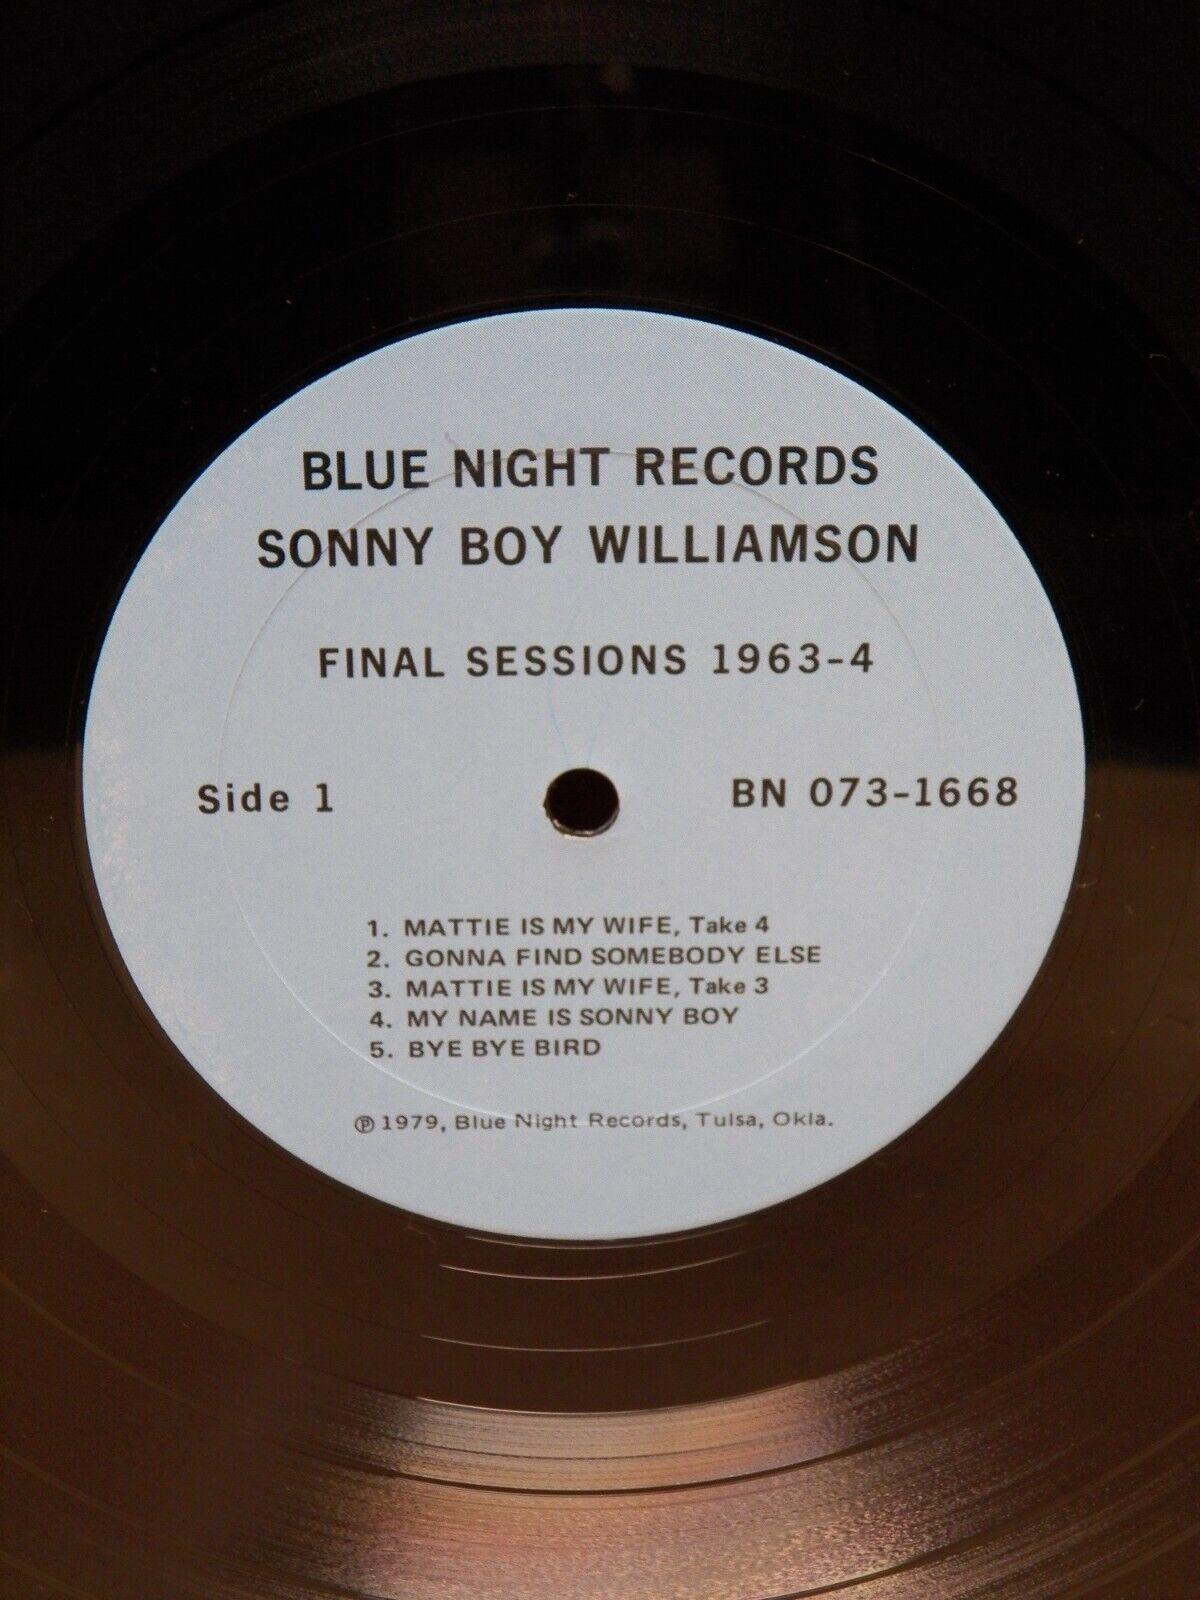 BLUE NIGHT RECORDS
SONNY BOY WILLIAMSON
FINAL SESSIONS 1963-4
Side 1 BN 073-1668
1. MATTIE IS MY WIFE, Take 4
2. GONNA FIND SOMEBODY ELSE
3. MATTIE IS MY WIFE, Take 3
4. MY NAME IS SONNY BOY
5. BYE BYE BIRD
℗ 1979, Blue Night Records, Tulsa, Okla.